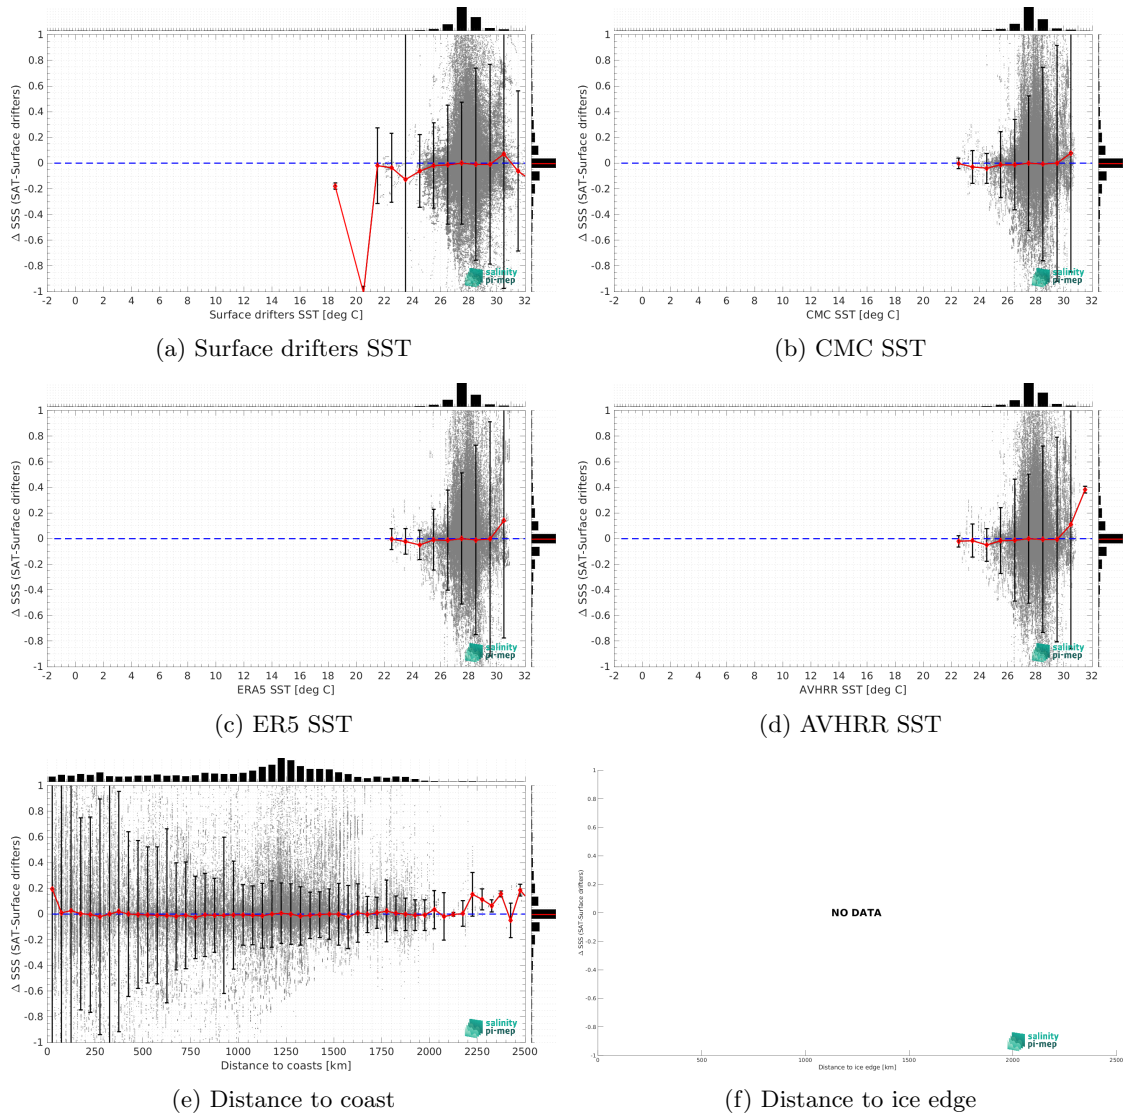 1
0.8
0.6
0.4
0.2
0
-0.2
-0.4
-0.6
-0.8
-1
Δ SSS (SAT-Surface drifters)
-2 0 2 4 6 8 10 12 14 16 18 20 22 24 26 28 30 32
Surface drifters SST [deg C]
salinity
pi-mep
(a) Surface drifters SST
1
0.8
0.6
0.4
0.2
0
-0.2
-0.4
-0.6
-0.8
-1
Δ SSS (SAT-Surface drifters)
-2 0 2 4 6 8 10 12 14 16 18 20 22 24 26 28 30 32
CMC SST [deg C]
salinity
pi-mep
(b) CMC SST
1
0.8
0.6
0.4
0.2
0
-0.2
-0.4
-0.6
-0.8
-1
Δ SSS (SAT-Surface drifters)
-2 0 2 4 6 8 10 12 14 16 18 20 22 24 26 28 30 32
ERA5 SST [deg C]
salinity
pi-mep
(c) ER5 SST
1
0.8
0.6
0.4
0.2
0
-0.2
-0.4
-0.6
-0.8
-1
Δ SSS (SAT-Surface drifters)
-2 0 2 4 6 8 10 12 14 16 18 20 22 24 26 28 30 32
AVHRR SST [deg C]
salinity
pi-mep
(d) AVHRR SST
1
0.8
0.6
0.4
0.2
0
-0.2
-0.4
-0.6
-0.8
-1
Δ SSS (SAT-Surface drifters)
0 250 500 750 1000 1250 1500 1750 2000 2250 2500
Distance to coasts [km]
salinity
pi-mep
(e) Distance to coast
1
0.8
0.6
0.4
0.2
0
-0.2
-0.4
-0.6
-0.8
-1
Δ SSS (SAT-Surface drifters)
NO DATA
0 500 1000 1500 2000 2500
Distance to ice edge [km]
salinity
pi-mep
(f) Distance to ice edge